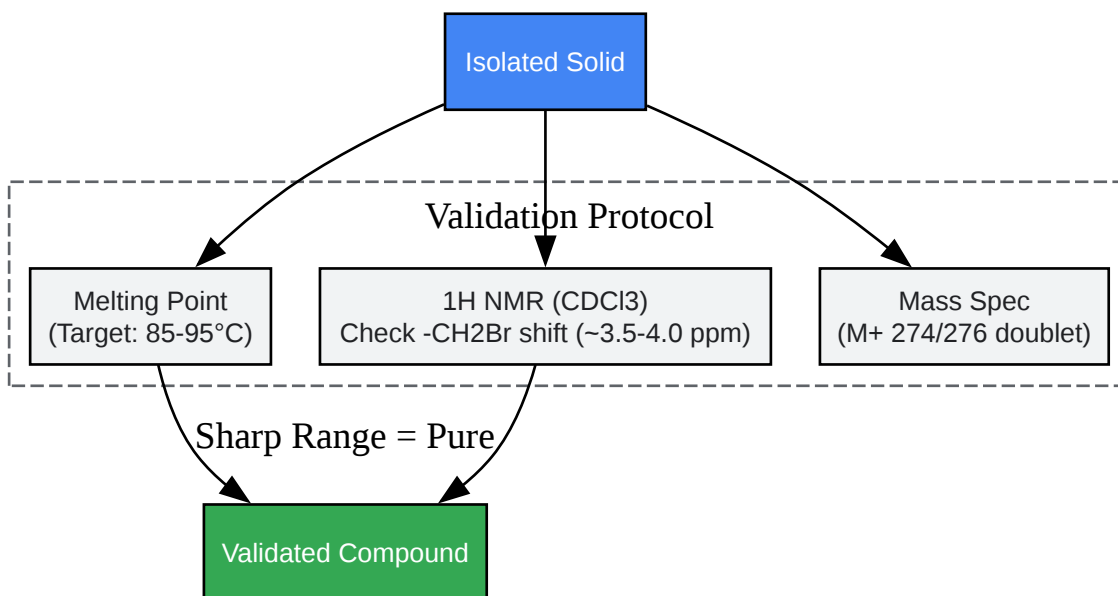 Isolated Solid
Validation Protocol
Melting Point
(Target: 85-95°C)
1H NMR (CDCl3)
Check -CH2Br shift (~3.5-4.0 ppm)
Mass Spec
(M+ 274/276 doublet)
Sharp Range = Pure
Validated Compound